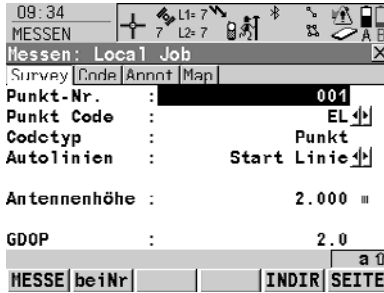 09:34
MESSEN
L1= 7
7 L2= 7
A B
Messen: Local Job
Survey Code Annot Map
Punkt-Nr. : 001
Punkt Code : EL
Codetyp : Punkt
Autolinien : Start Linie
Antennenhöhe : 2.000 m
GDOP : 2.0
a
MESSE beiNr INDIR SEITE